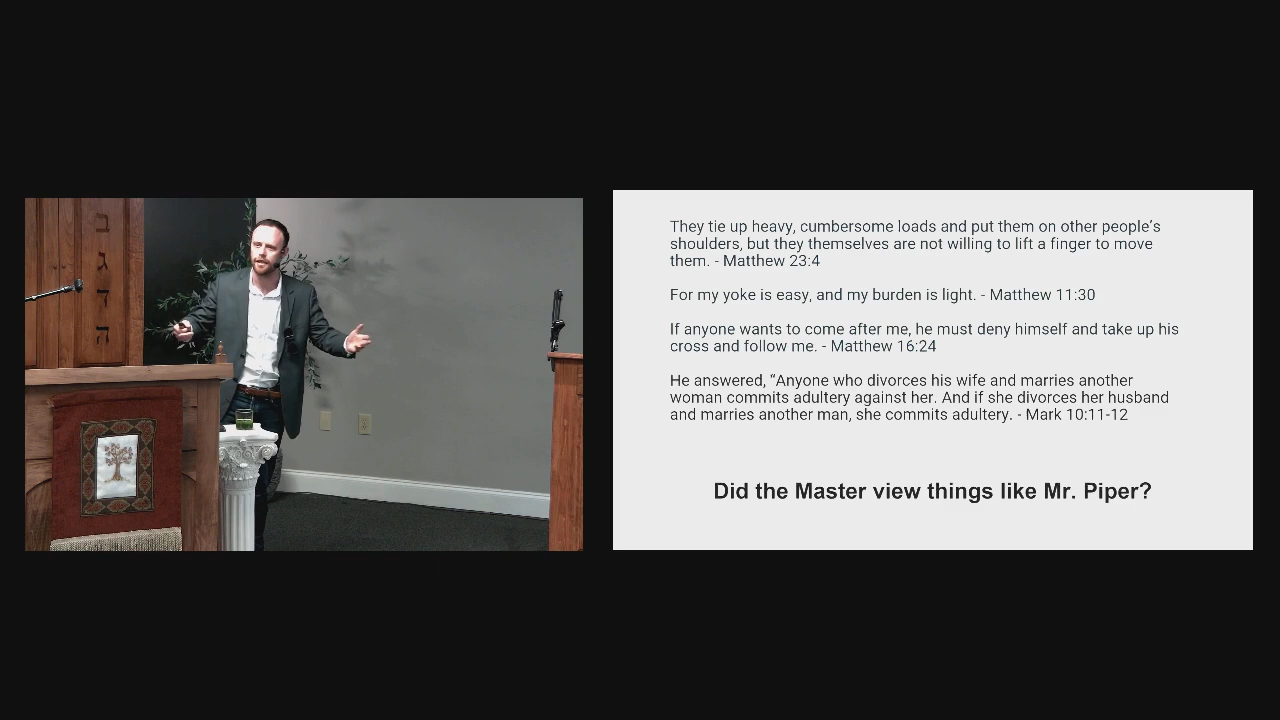 ב
ג
ד
ה
They tie up heavy, cumbersome loads and put them on other people’s
shoulders, but they themselves are not willing to lift a finger to move
them. - Matthew 23:4
For my yoke is easy, and my burden is light. - Matthew 11:30
If anyone wants to come after me, he must deny himself and take up his
cross and follow me. - Matthew 16:24
He answered, “Anyone who divorces his wife and marries another
woman commits adultery against her. And if she divorces her husband
and marries another man, she commits adultery. - Mark 10:11-12
Did the Master view things like Mr. Piper?